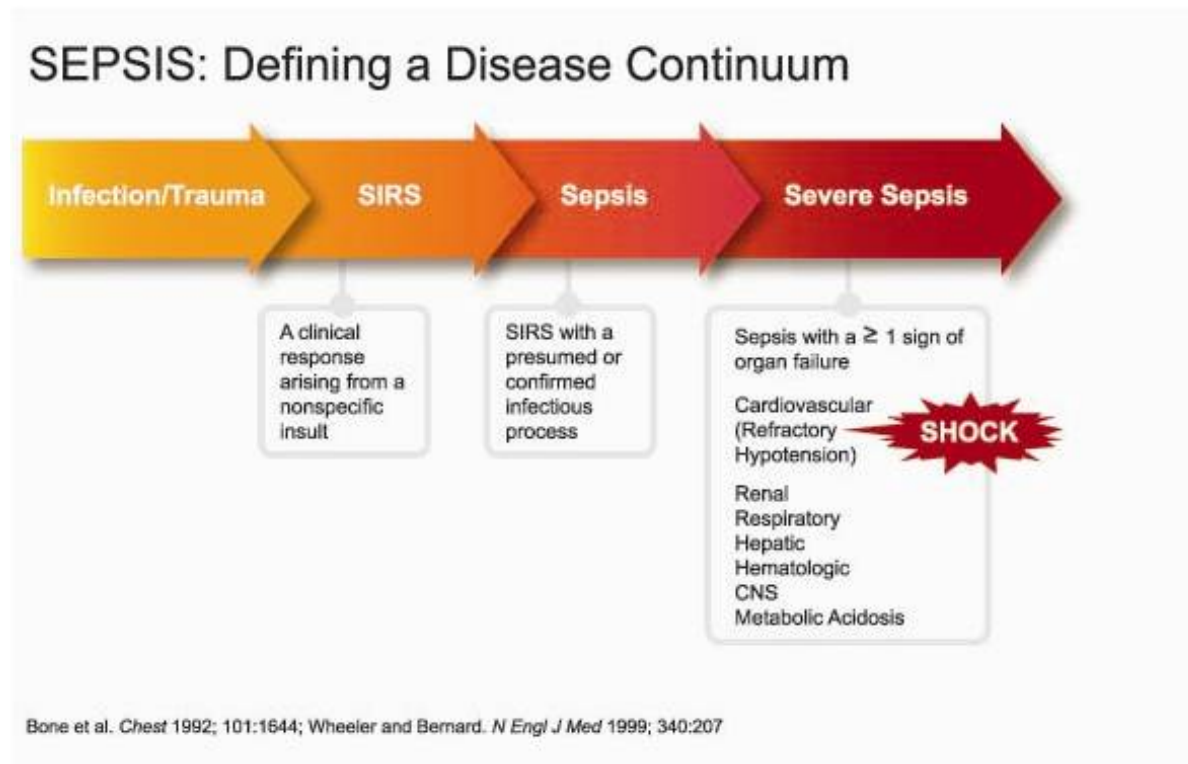 SEPSIS: Defining a Disease Continuum
Infection/Trauma
SIRS
Sepsis
Severe Sepsis
A clinical
response
arising from a
nonspecific
insult
SIRS with a
presumed or
confirmed
infectious
process
Sepsis with a ≥ 1 sign of
organ failure
Cardiovascular
(Refractory
Hypotension)
SHOCK
Renal
Respiratory
Hepatic
Hematologic
CNS
Metabolic Acidosis
Bone et al. Chest 1992; 101:1644; Wheeler and Bernard. N Engl J Med 1999; 340:207